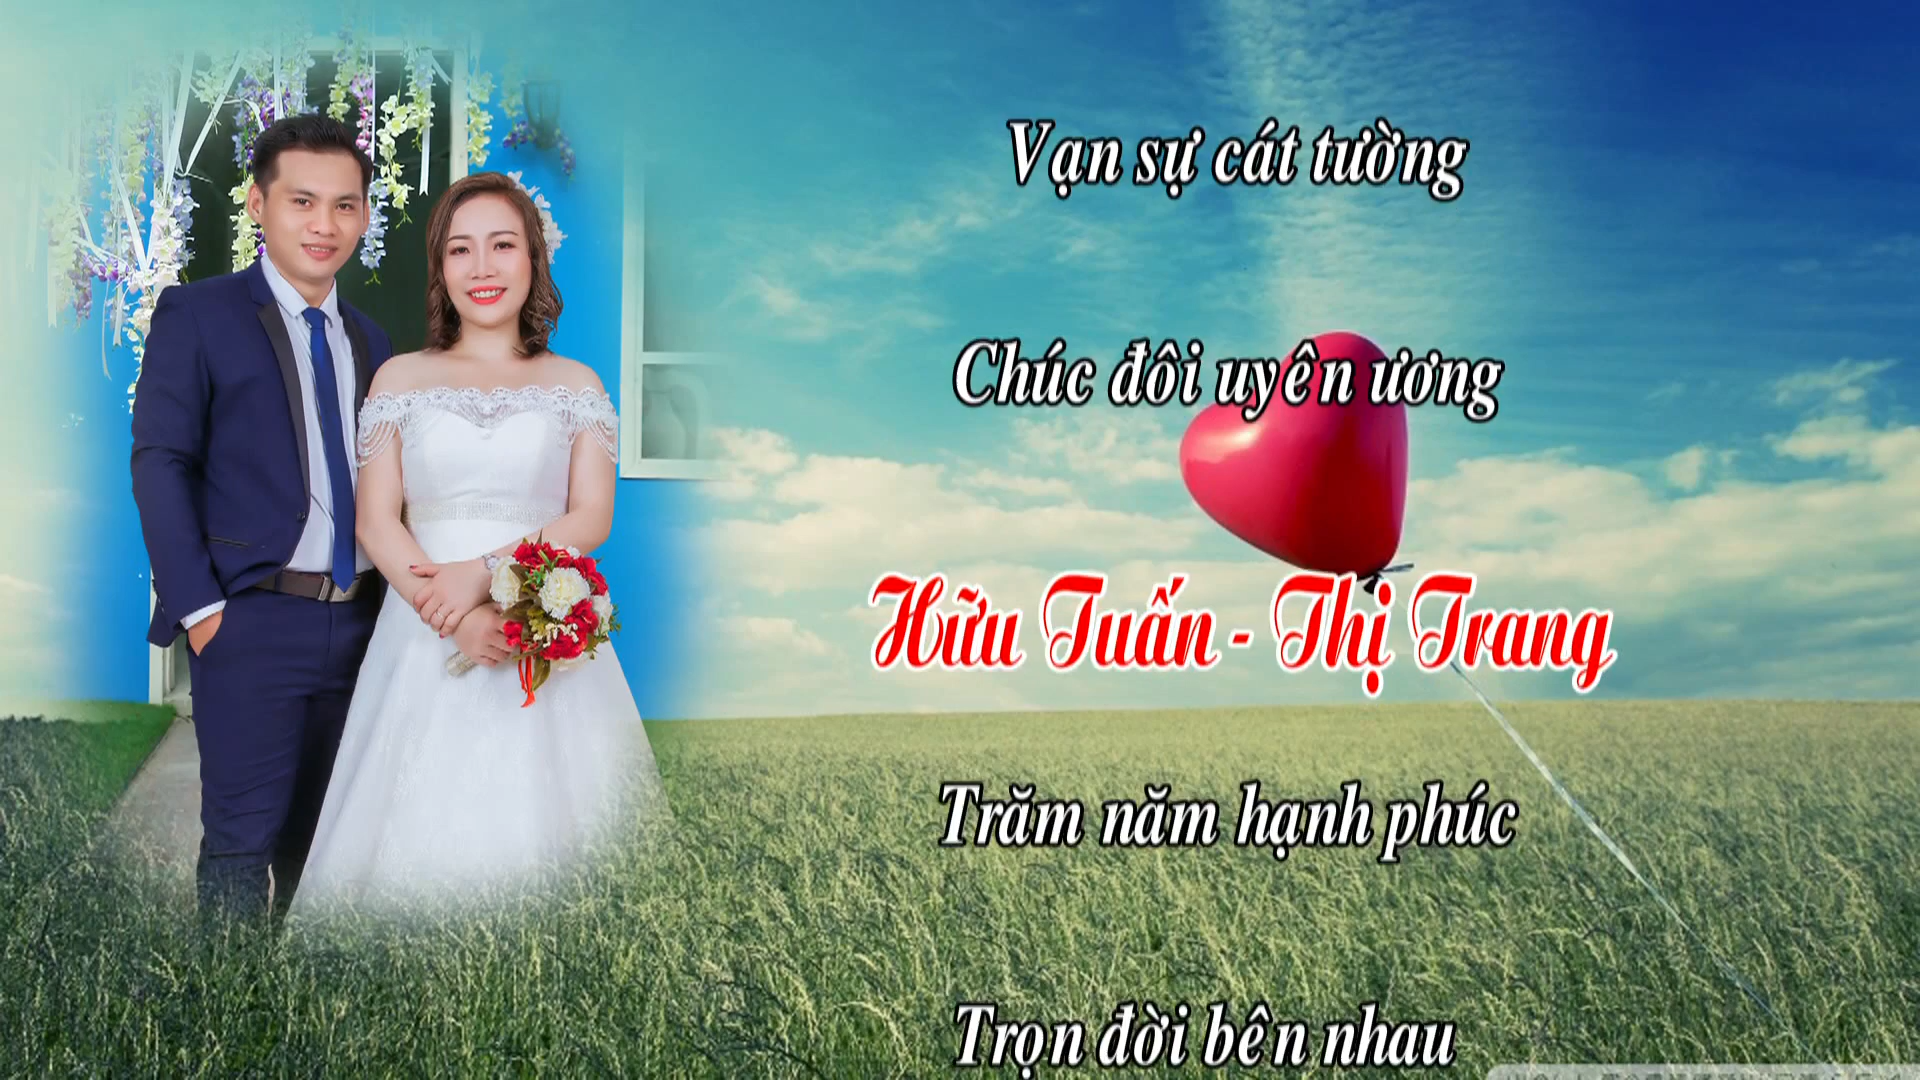 Vạn sự cát tường
Chúc đôi uyên ương
Hữu Tuấn - Thị Trang
Trăm năm hạnh phúc
Trọn đời bên nhau